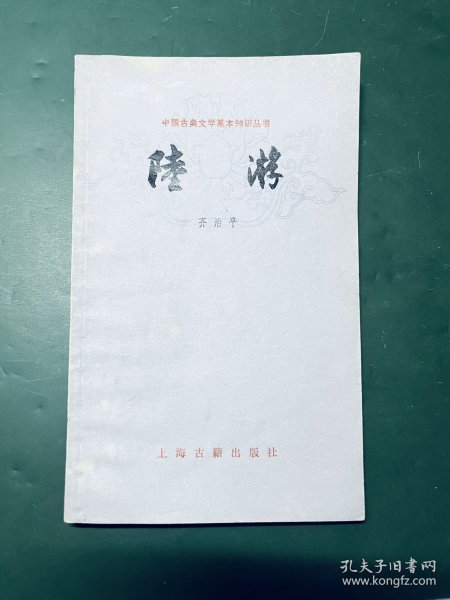 中国古典文学基本知识丛书
陸游
齐治平
上海古籍出版社
孔夫子旧书网
www.kongfz.com